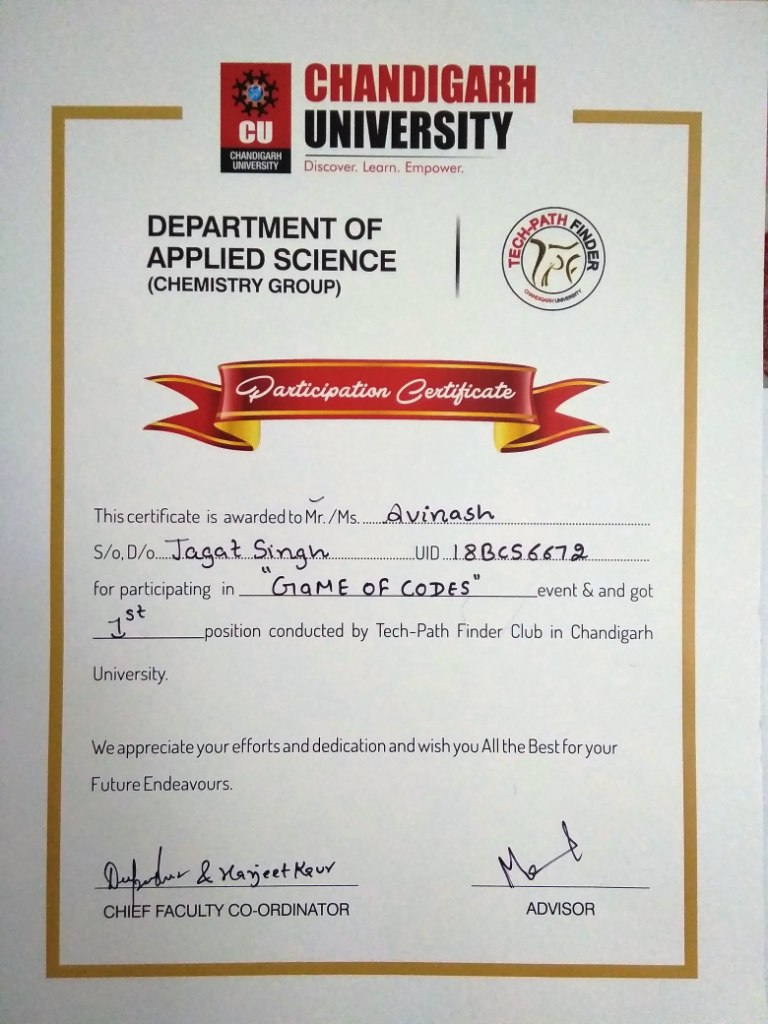 CU
CHANDIGARH
UNIVERSITY
CHANDIGARH
UNIVERSITY
Discover. Learn. Empower.
DEPARTMENT OF
APPLIED SCIENCE
(CHEMISTRY GROUP)
TECH-PATH FINDER
TPF
CHANDIGARH UNIVERSITY
Participation Certificate
This certificate is awarded to Mr. /Ms. Avinash
S/o, D/o Jagat Singh UID 18BCS6672
for participating in "GAME OF CODES" event & and got
1st position conducted by Tech-Path Finder Club in Chandigarh
University.
We appreciate your efforts and dedication and wish you All the Best for your
Future Endeavours.
& Harjeet Kaur
CHIEF FACULTY CO-ORDINATOR
ADVISOR